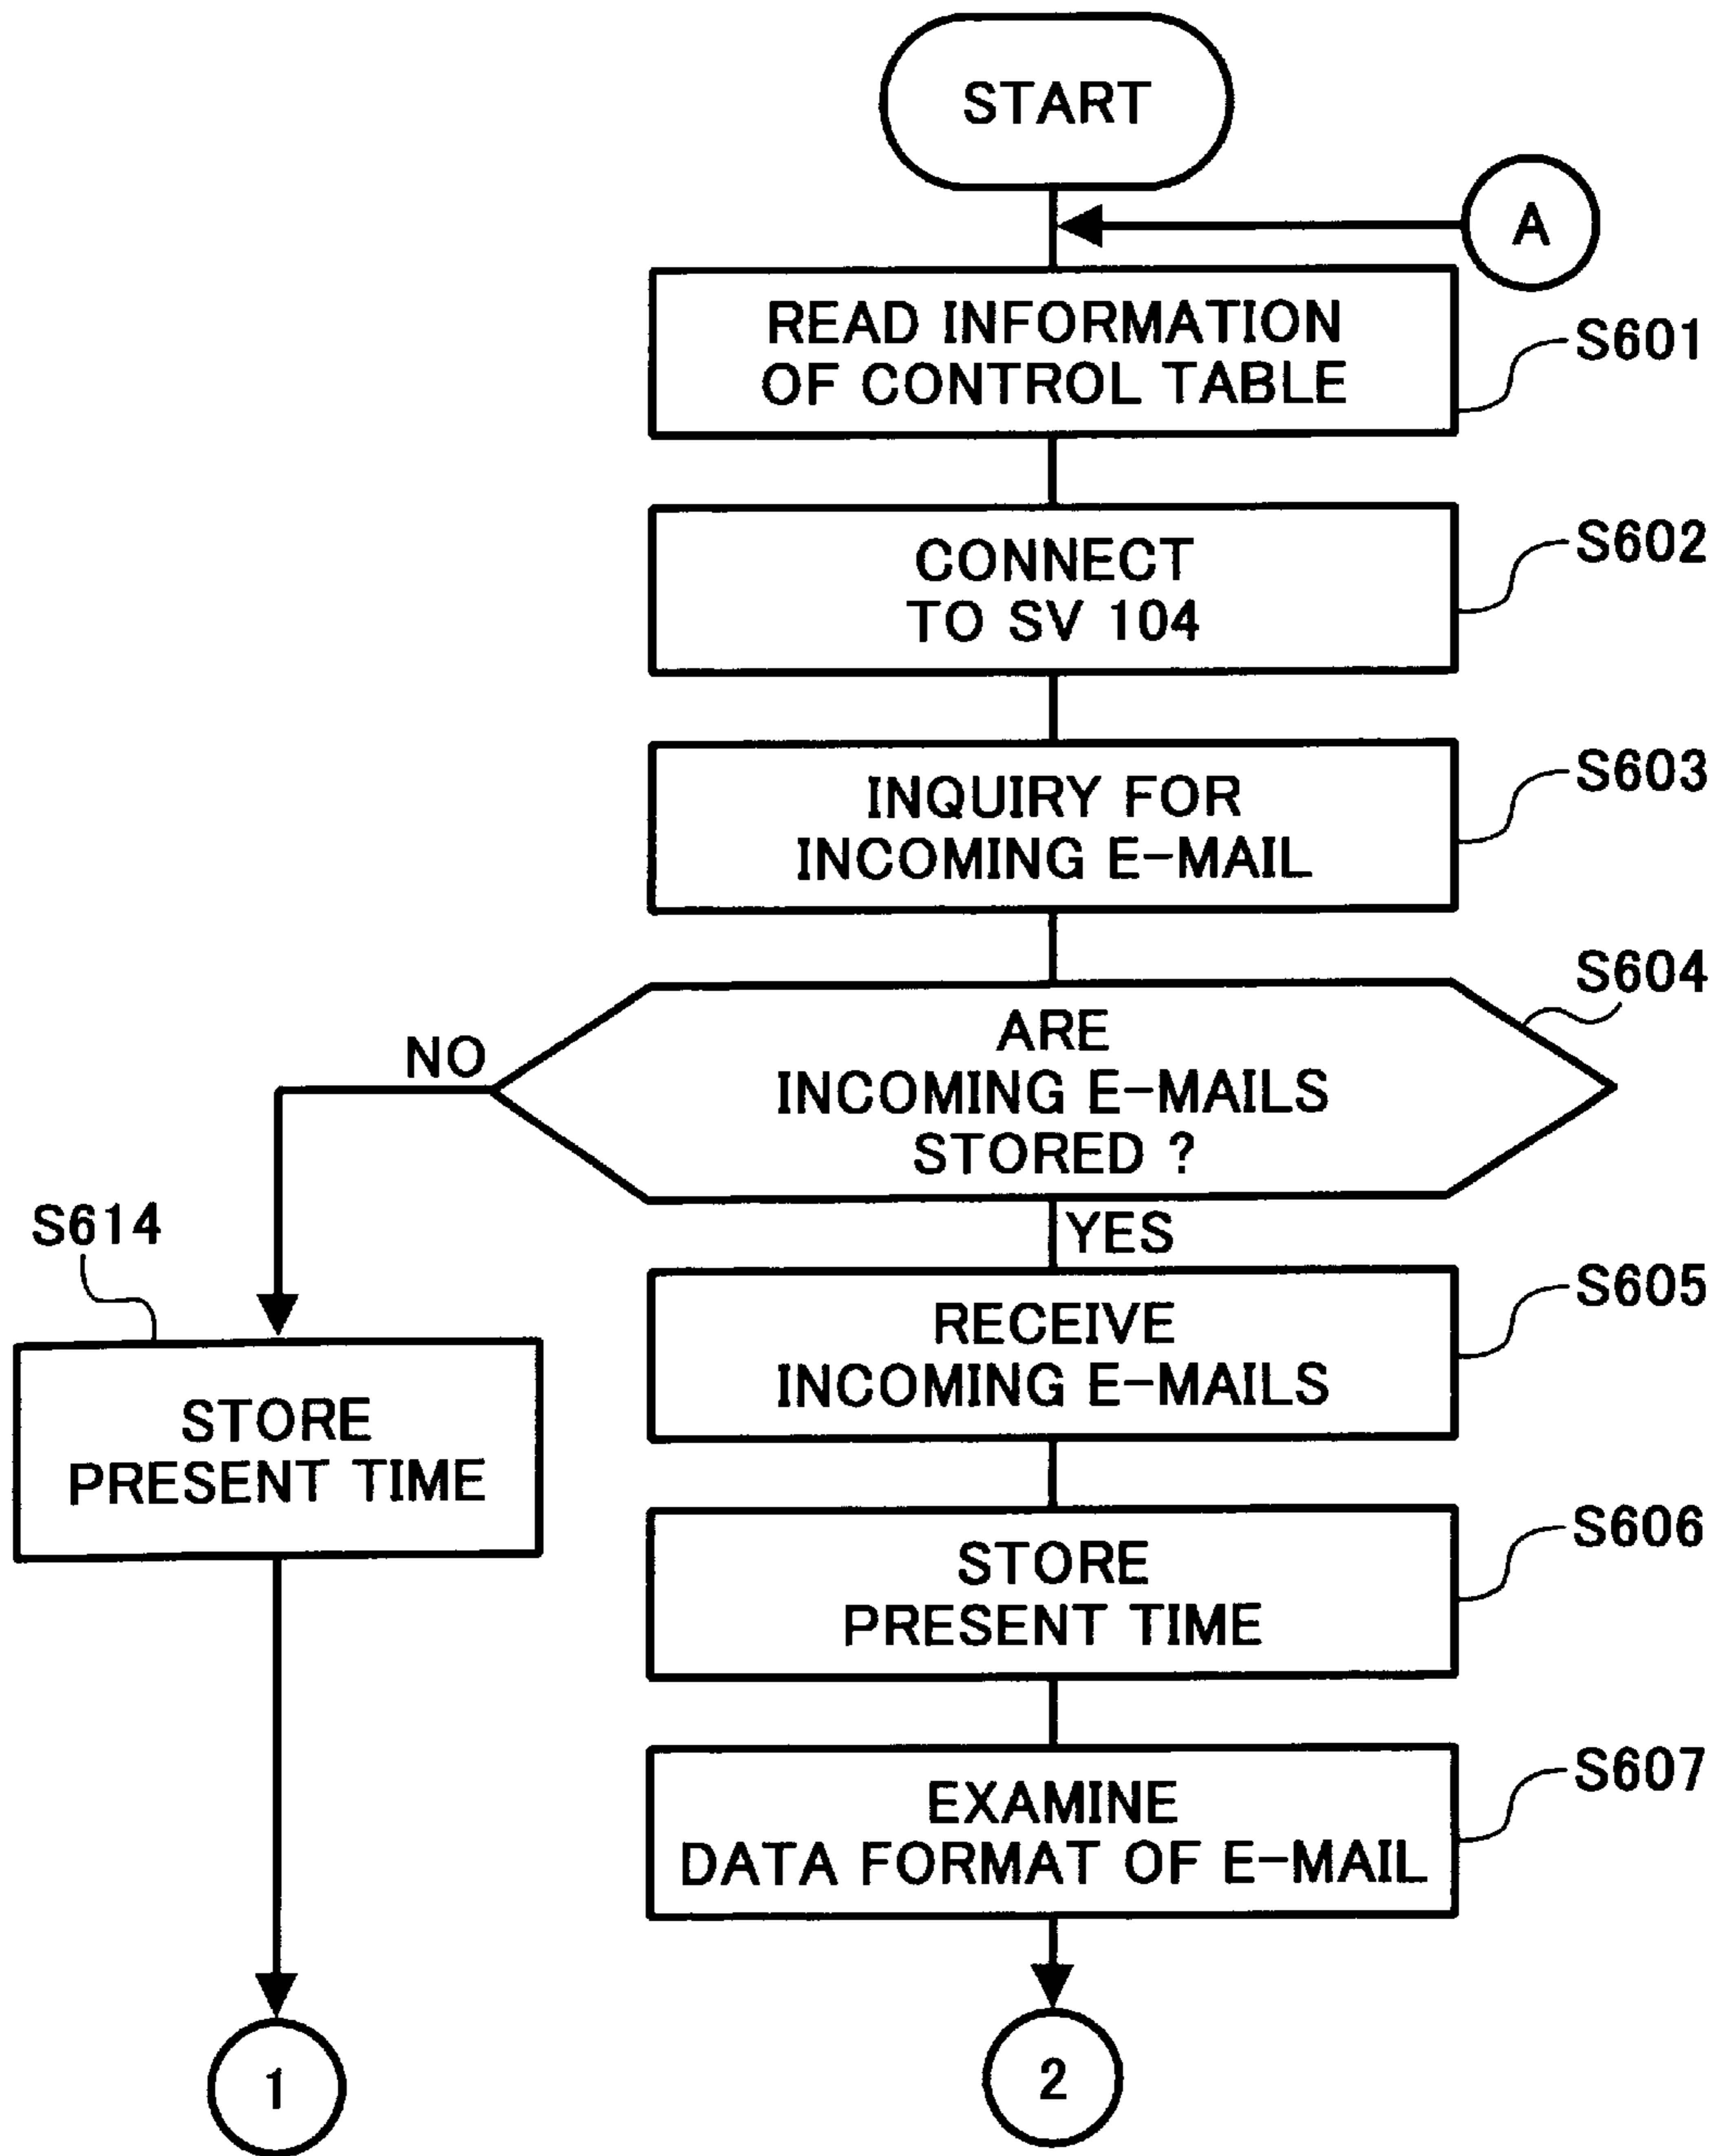 START
A
READ INFORMATION
OF CONTROL TABLE
S601
CONNECT
TO SV 104
S602
INQUIRY FOR
INCOMING E-MAIL
S603
ARE
INCOMING E-MAILS
STORED ?
S604
NO
YES
S614
STORE
PRESENT TIME
RECEIVE
INCOMING E-MAILS
S605
STORE
PRESENT TIME
S606
EXAMINE
DATA FORMAT OF E-MAIL
S607
1
2